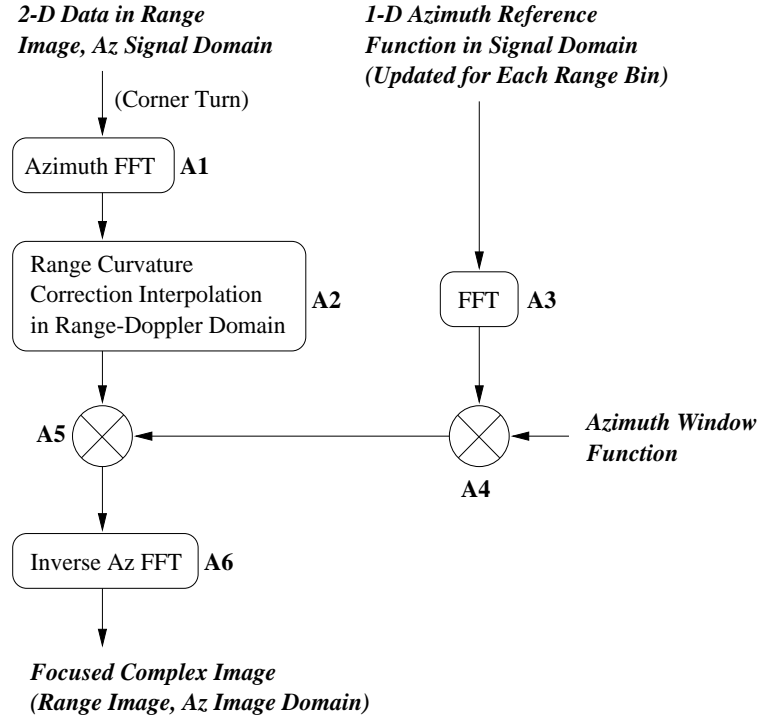 2-D Data in Range
Image, Az Signal Domain
1-D Azimuth Reference
Function in Signal Domain
(Updated for Each Range Bin)
(Corner Turn)
Azimuth FFT
A1
Range Curvature
Correction Interpolation
in Range-Doppler Domain
A2
FFT
A3
A5
A4
Azimuth Window
Function
Inverse Az FFT
A6
Focused Complex Image
(Range Image, Az Image Domain)